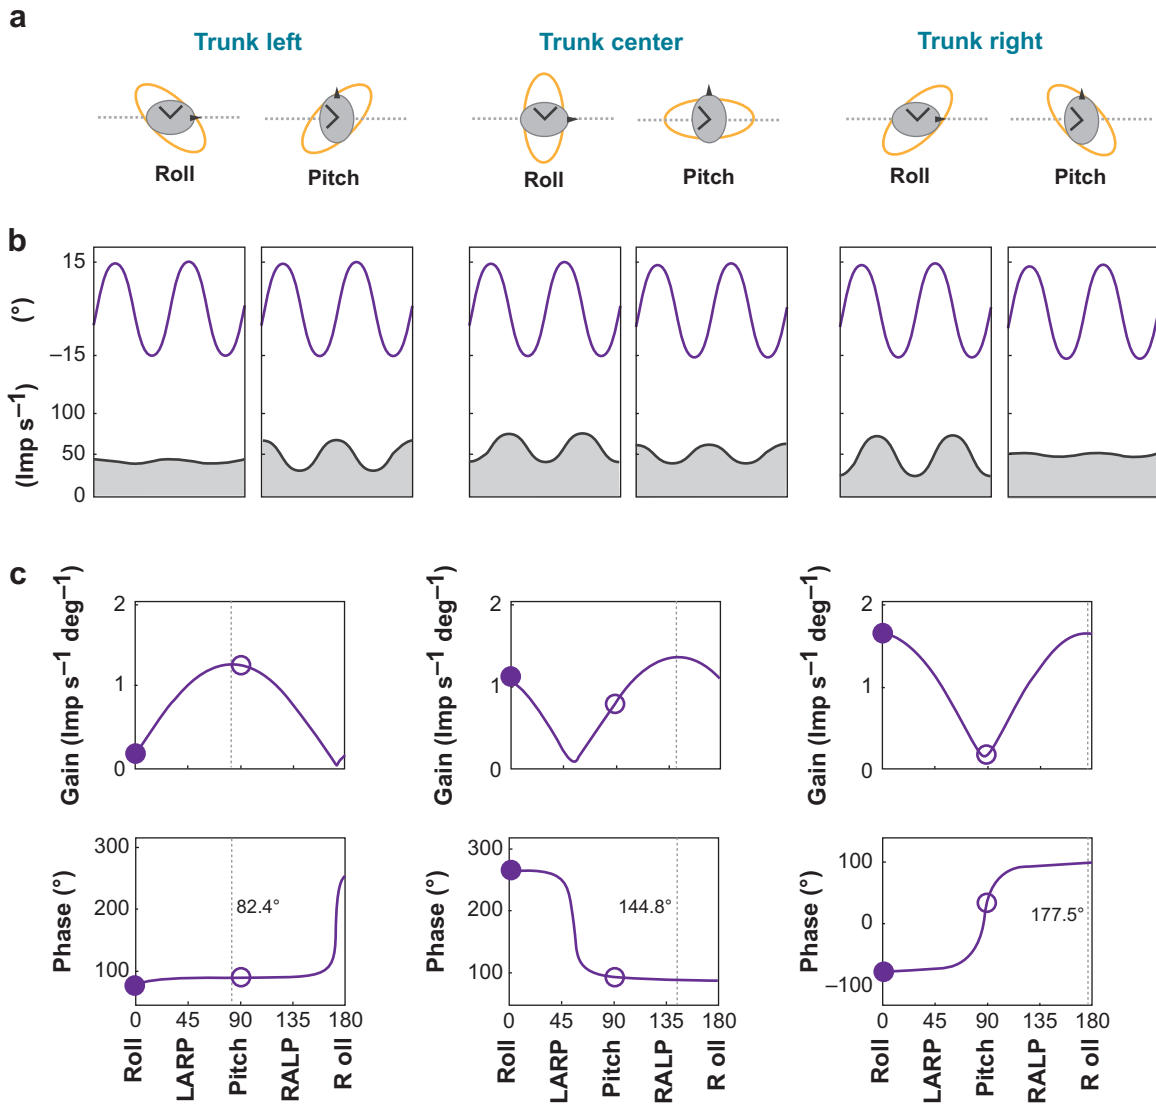 a
Trunk left
Trunk center
Trunk right
Roll
Pitch
Roll
Pitch
Roll
Pitch
b
15
–15
(°)
100
50
0
(Imp s⁻¹)
c
Gain (Imp s⁻¹ deg⁻¹)
2
1
0
Gain (Imp s⁻¹ deg⁻¹)
2
1
0
Gain (Imp s⁻¹ deg⁻¹)
2
1
0
Phase (°)
300
200
100
82.4°
0 45 90 135 180
Roll LARP Pitch RALP R oll
Phase (°)
300
200
100
144.8°
0 45 90 135 180
Roll LARP Pitch RALP Roll
Phase (°)
100
0
–100
177.5°
0 45 90 135 180
Roll LARP Pitch RALP R oll